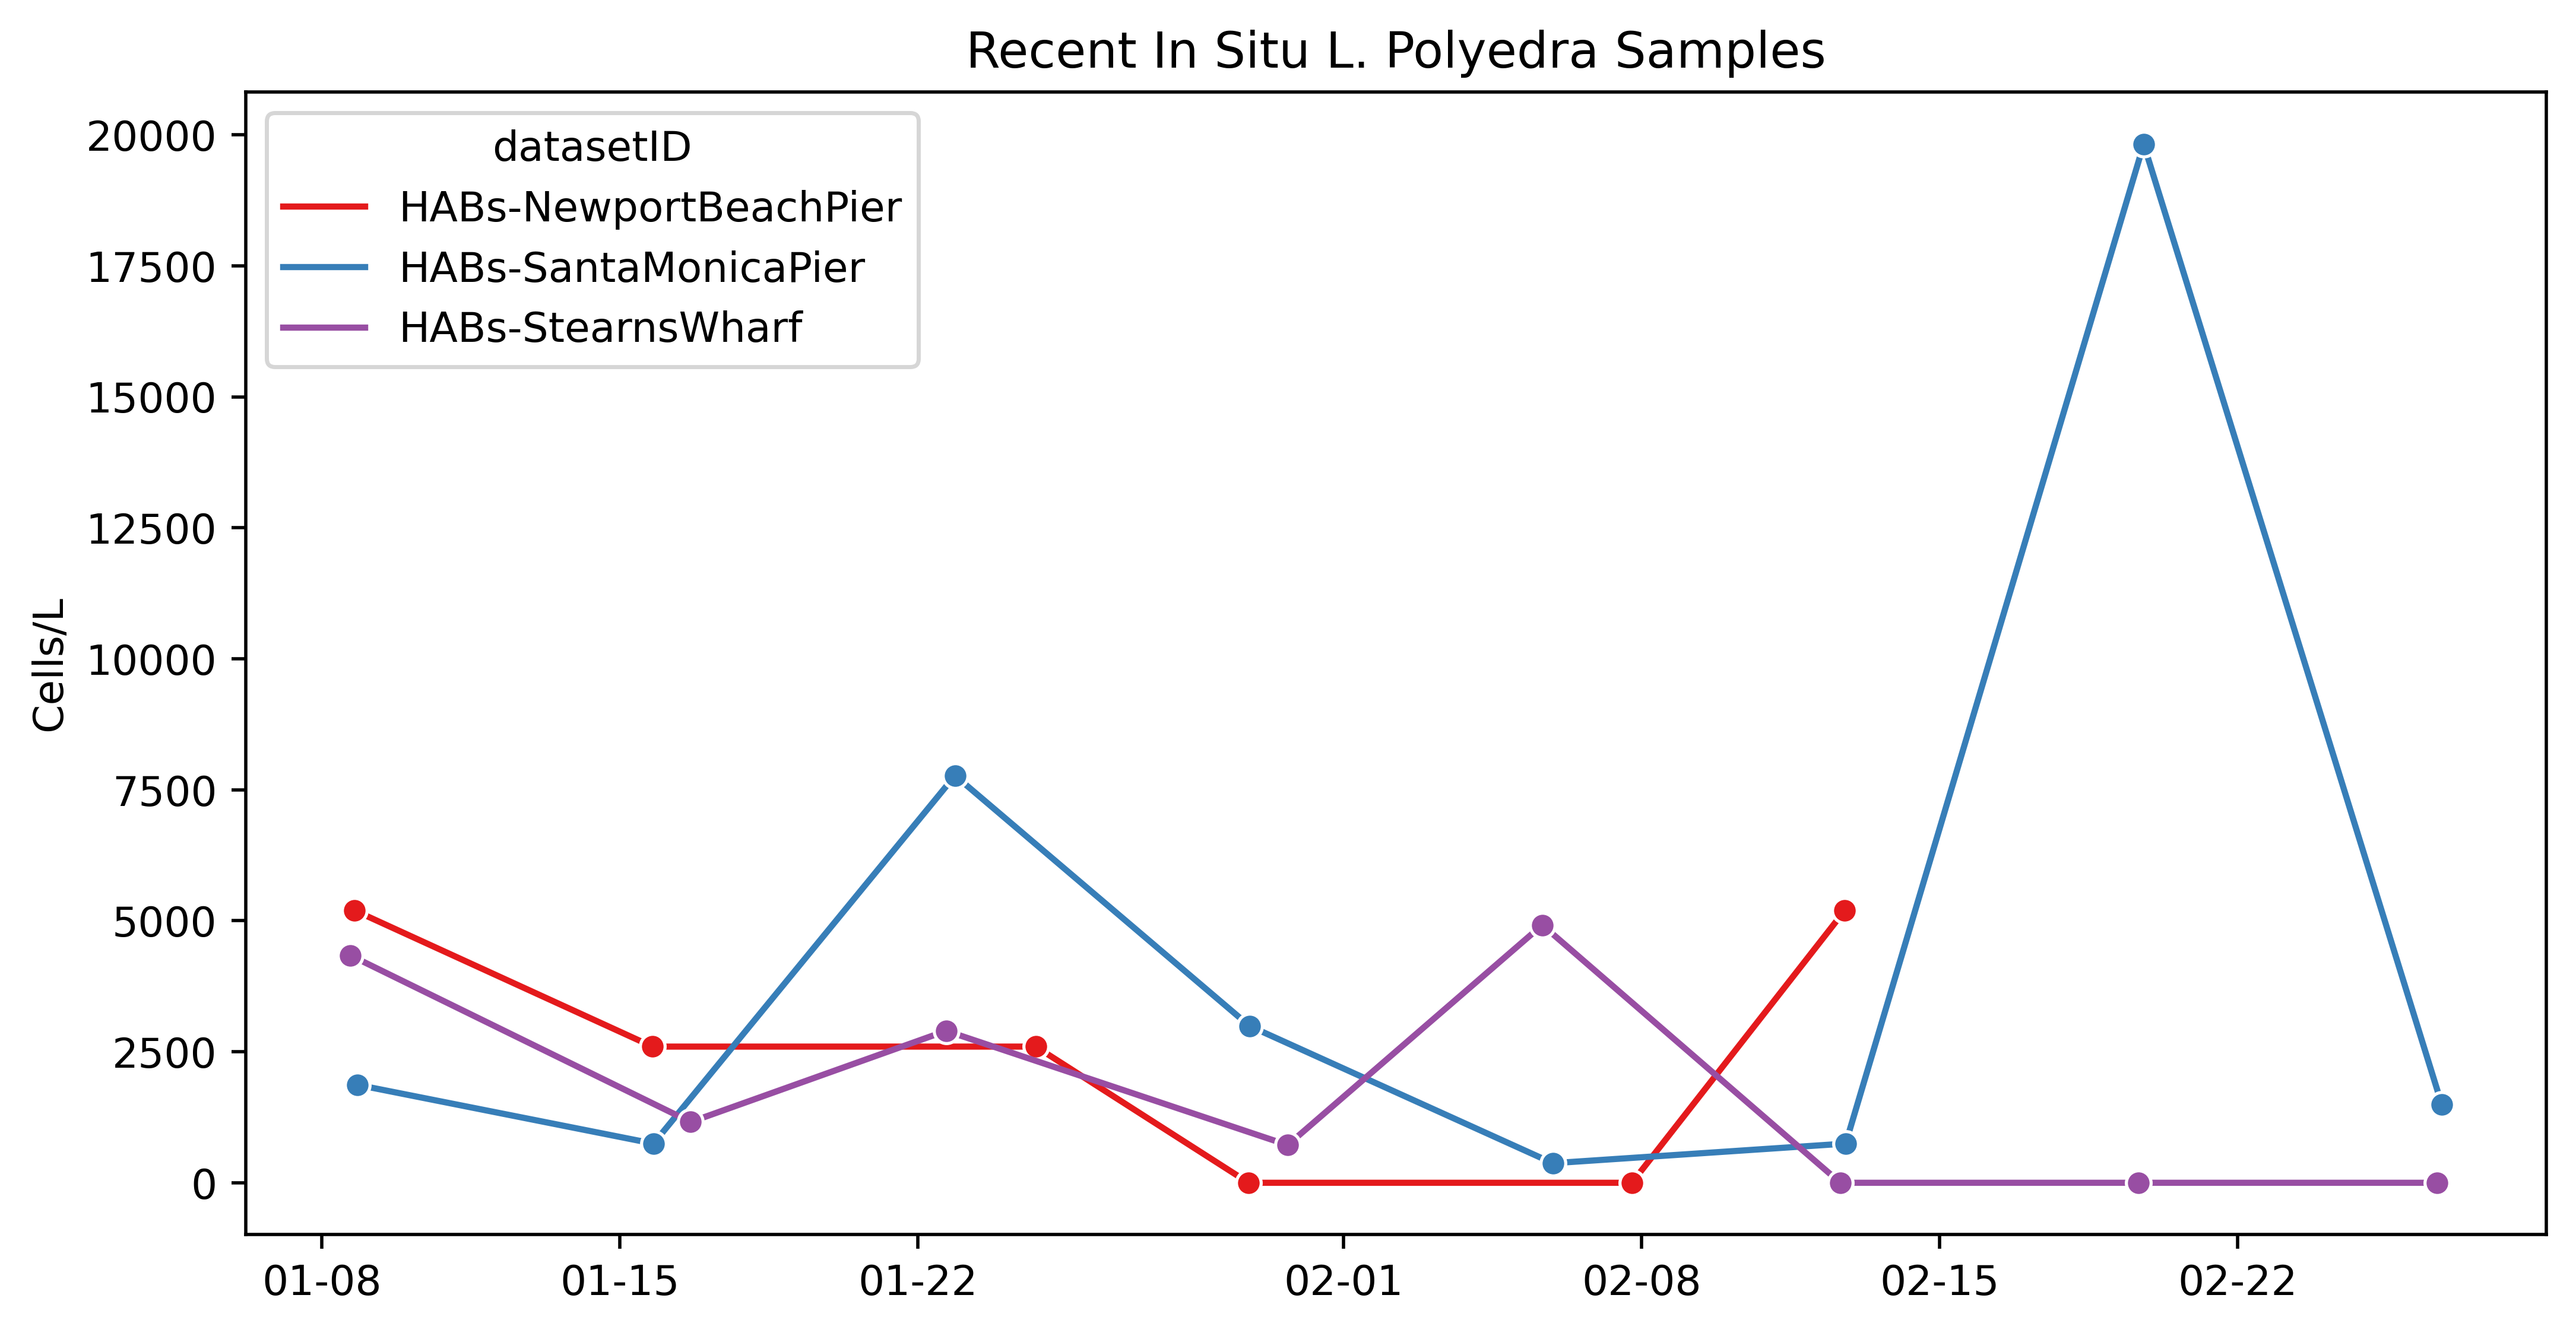 Recent In Situ L. Polyedra Samples
datasetID
HABs-NewportBeachPier
HABs-SantaMonicaPier
HABs-StearnsWharf
Cells/L
20000
17500
15000
12500
10000
7500
5000
2500
0
01-08 01-15 01-22 02-01 02-08 02-15 02-22